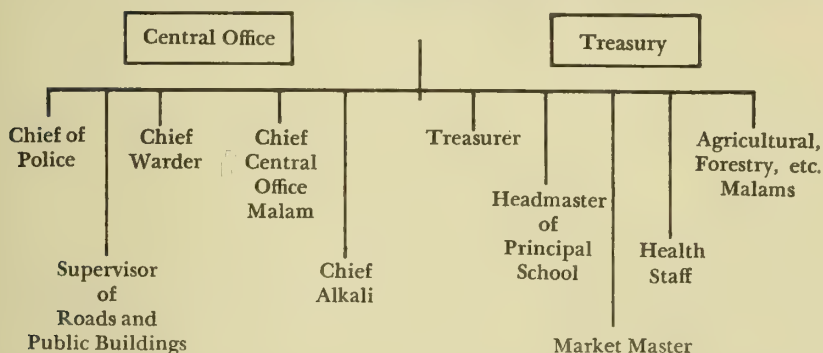 Central Office
Treasury
Chief of
Police
Chief
Warder
Chief
Central
Office
Malam
Treasurer
Agricultural,
Forestry, etc.
Malams
Supervisor
of
Roads and
Public Buildings
Chief
Alkali
Headmaster
of
Principal
School
Health
Staff
Market Master